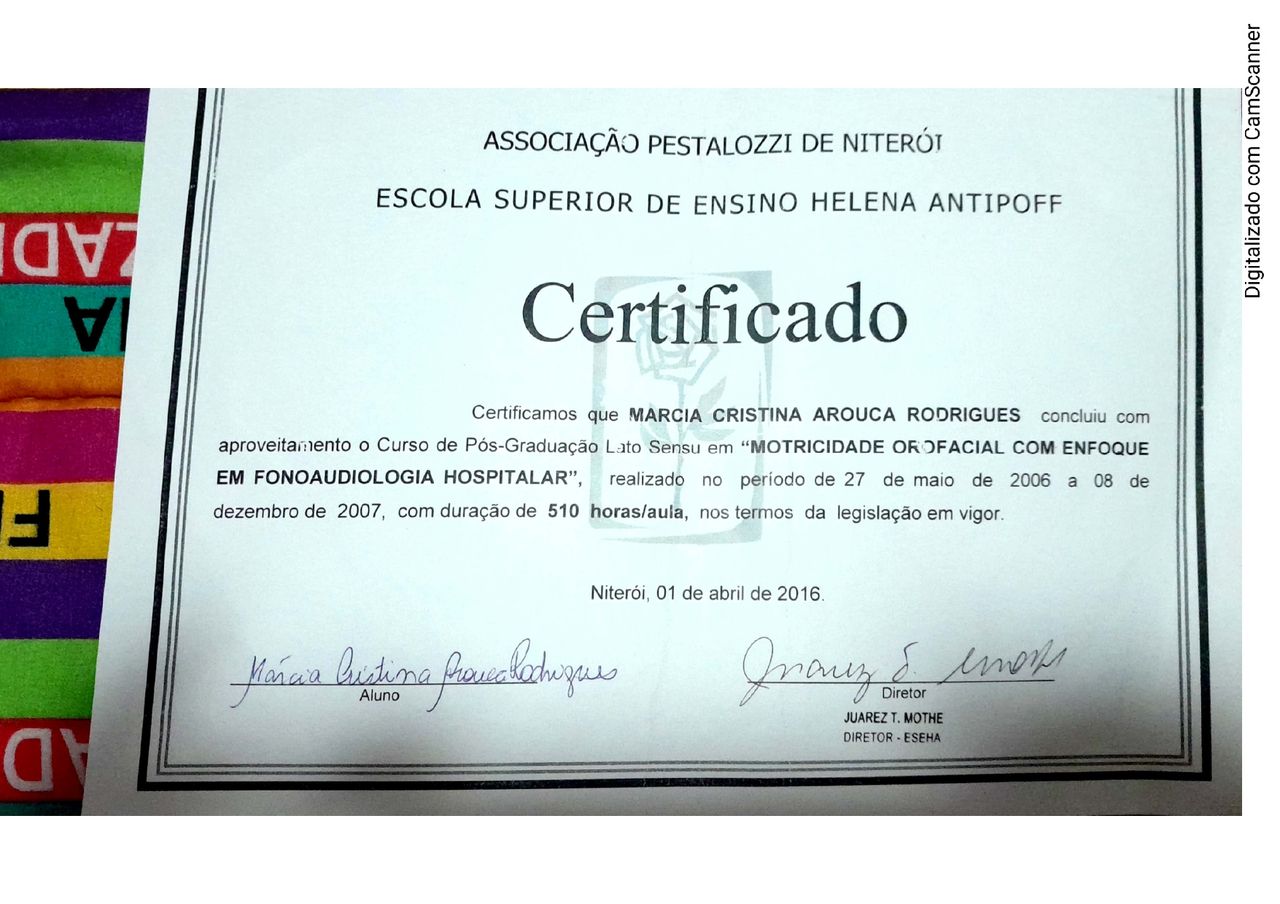 ASSOCIAÇÃO PESTALOZZI DE NITERÓI
ESCOLA SUPERIOR DE ENSINO HELENA ANTIPOFF
Certificado
Certificamos que MARCIA CRISTINA AROUCA RODRIGUES concluiu com
aproveitamento o Curso de Pós-Graduação Lato Sensu em “MOTRICIDADE OROFACIAL COM ENFOQUE
EM FONOAUDIOLOGIA HOSPITALAR”, realizado no período de 27 de maio de 2006 a 08 de
dezembro de 2007, com duração de 510 horas/aula, nos termos da legislação em vigor.
Niterói, 01 de abril de 2016.
Márcia Cristina Arouca Rodrigues
Aluno
Juarez T. Mothe
Diretor
JUAREZ T. MOTHE
DIRETOR - ESEHA
Digitalizado com CamScanner